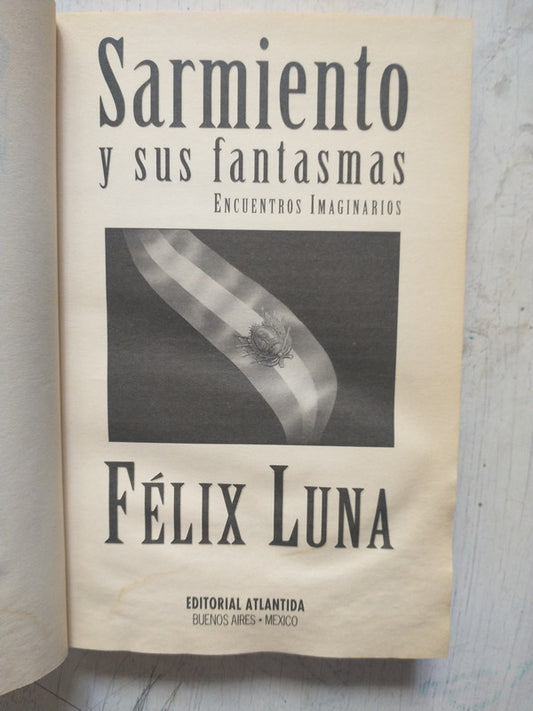 Sarmiento
y sus fantasmas
ENCUENTROS IMAGINARIOS
FÉLIX LUNA
EDITORIAL ATLANTIDA
BUENOS AIRES • MEXICO